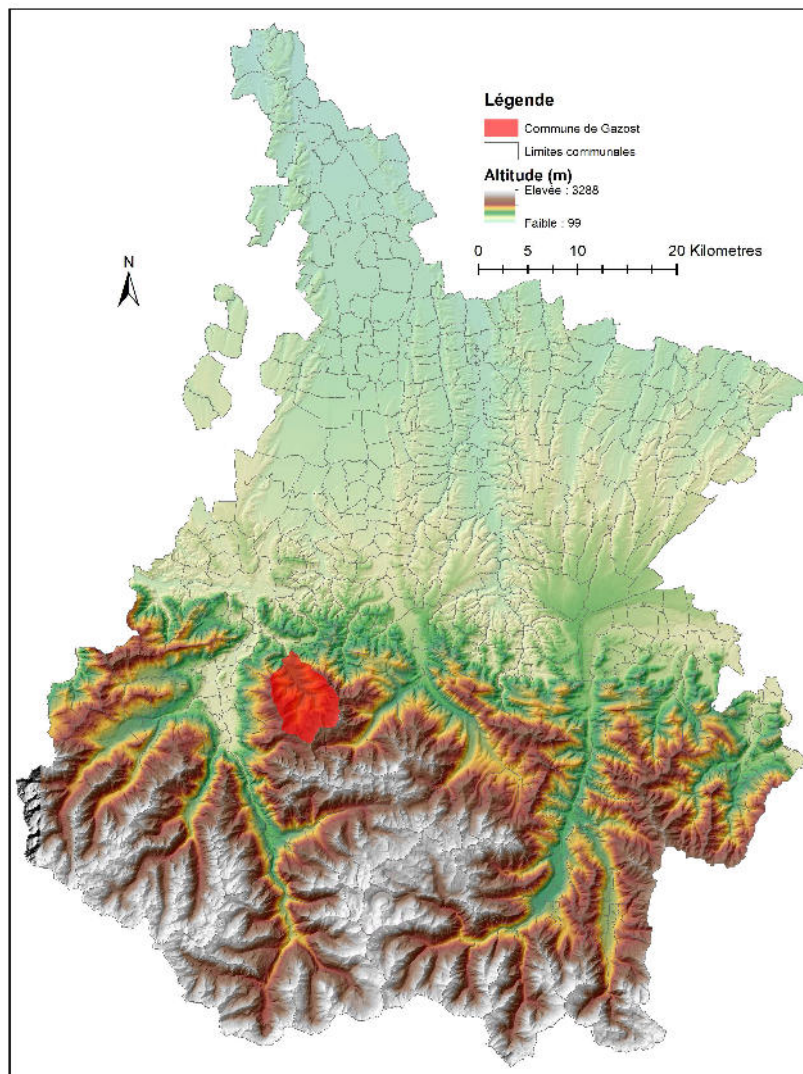 Légende
Commune de Gazost
Limites communales
Altitude (m)
Elevée : 3288
Faible : 99
0 5 10 20 Kilometres
N